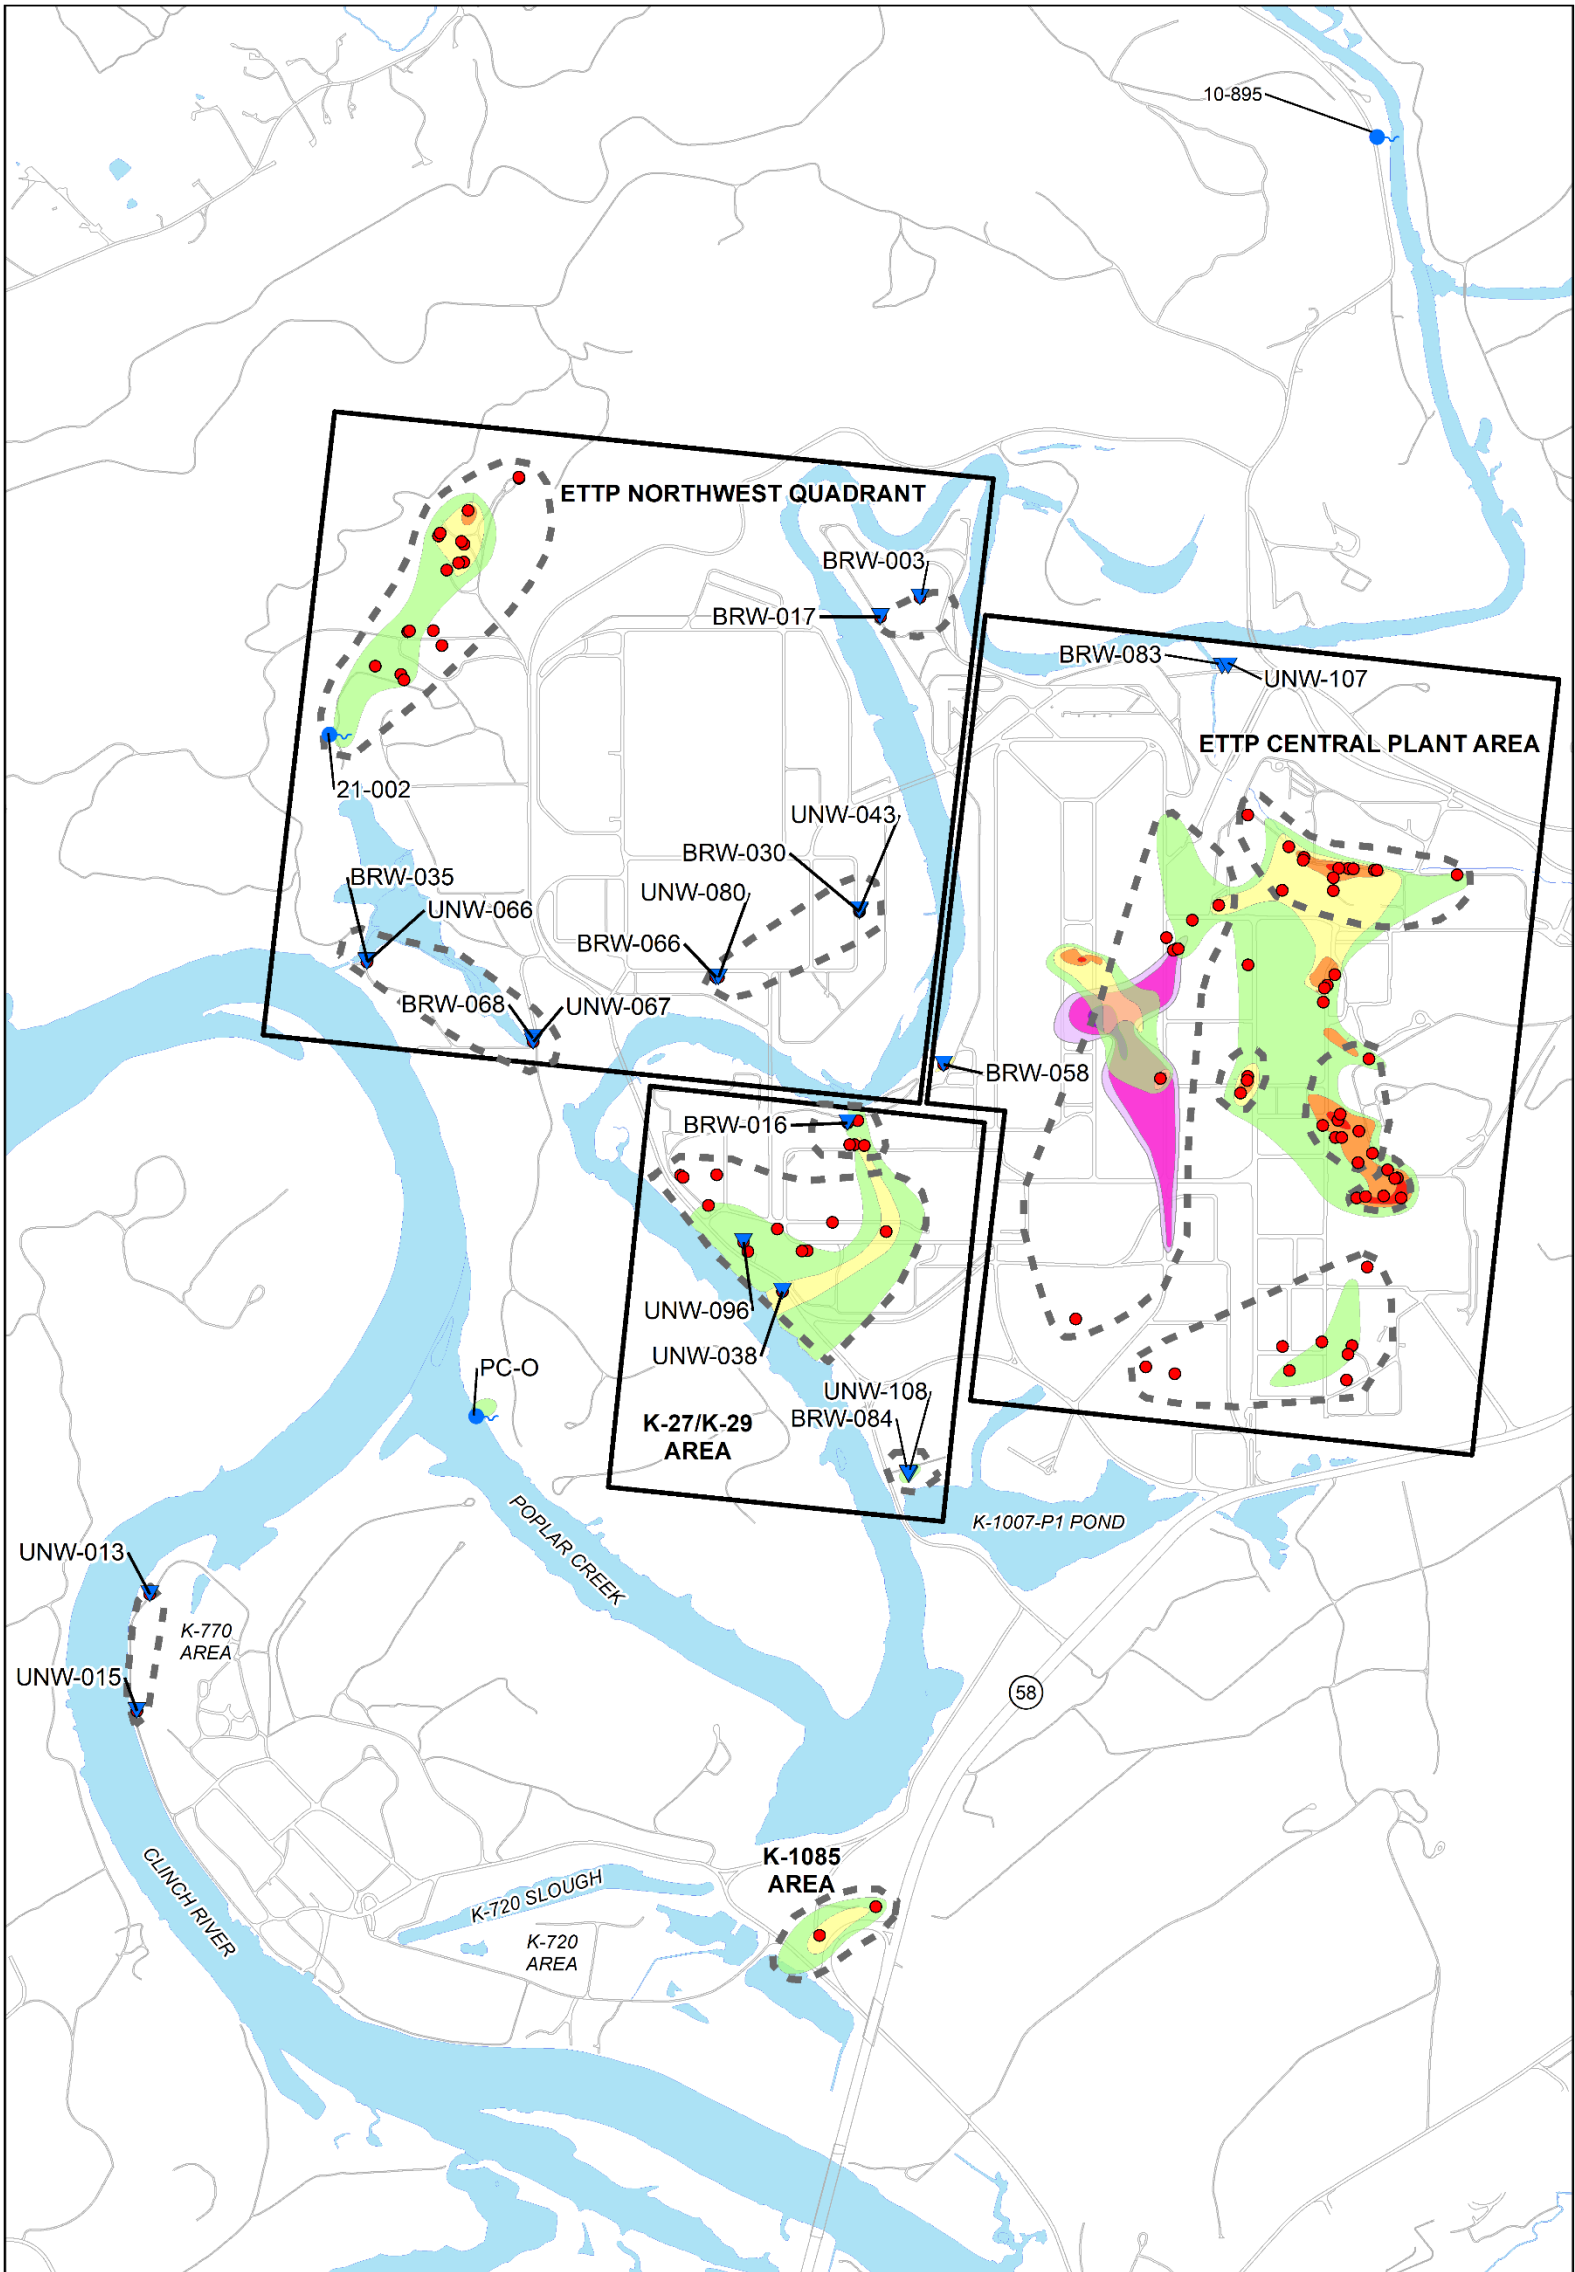 10-895
ETTP NORTHWEST QUADRANT
BRW-003
BRW-017
BRW-083
UNW-107
ETTP CENTRAL PLANT AREA
21-002
UNW-043
BRW-030
BRW-035
UNW-080
UNW-066
BRW-066
BRW-068
UNW-067
BRW-058
BRW-016
UNW-096
UNW-038
PC-O
UNW-108
BRW-084
K-27/K-29
AREA
POPLAR CREEK
K-1007-P1 POND
UNW-013
K-770
AREA
UNW-015
58
K-1085
AREA
CLINCH RIVER
K-720 SLOUGH
K-720
AREA